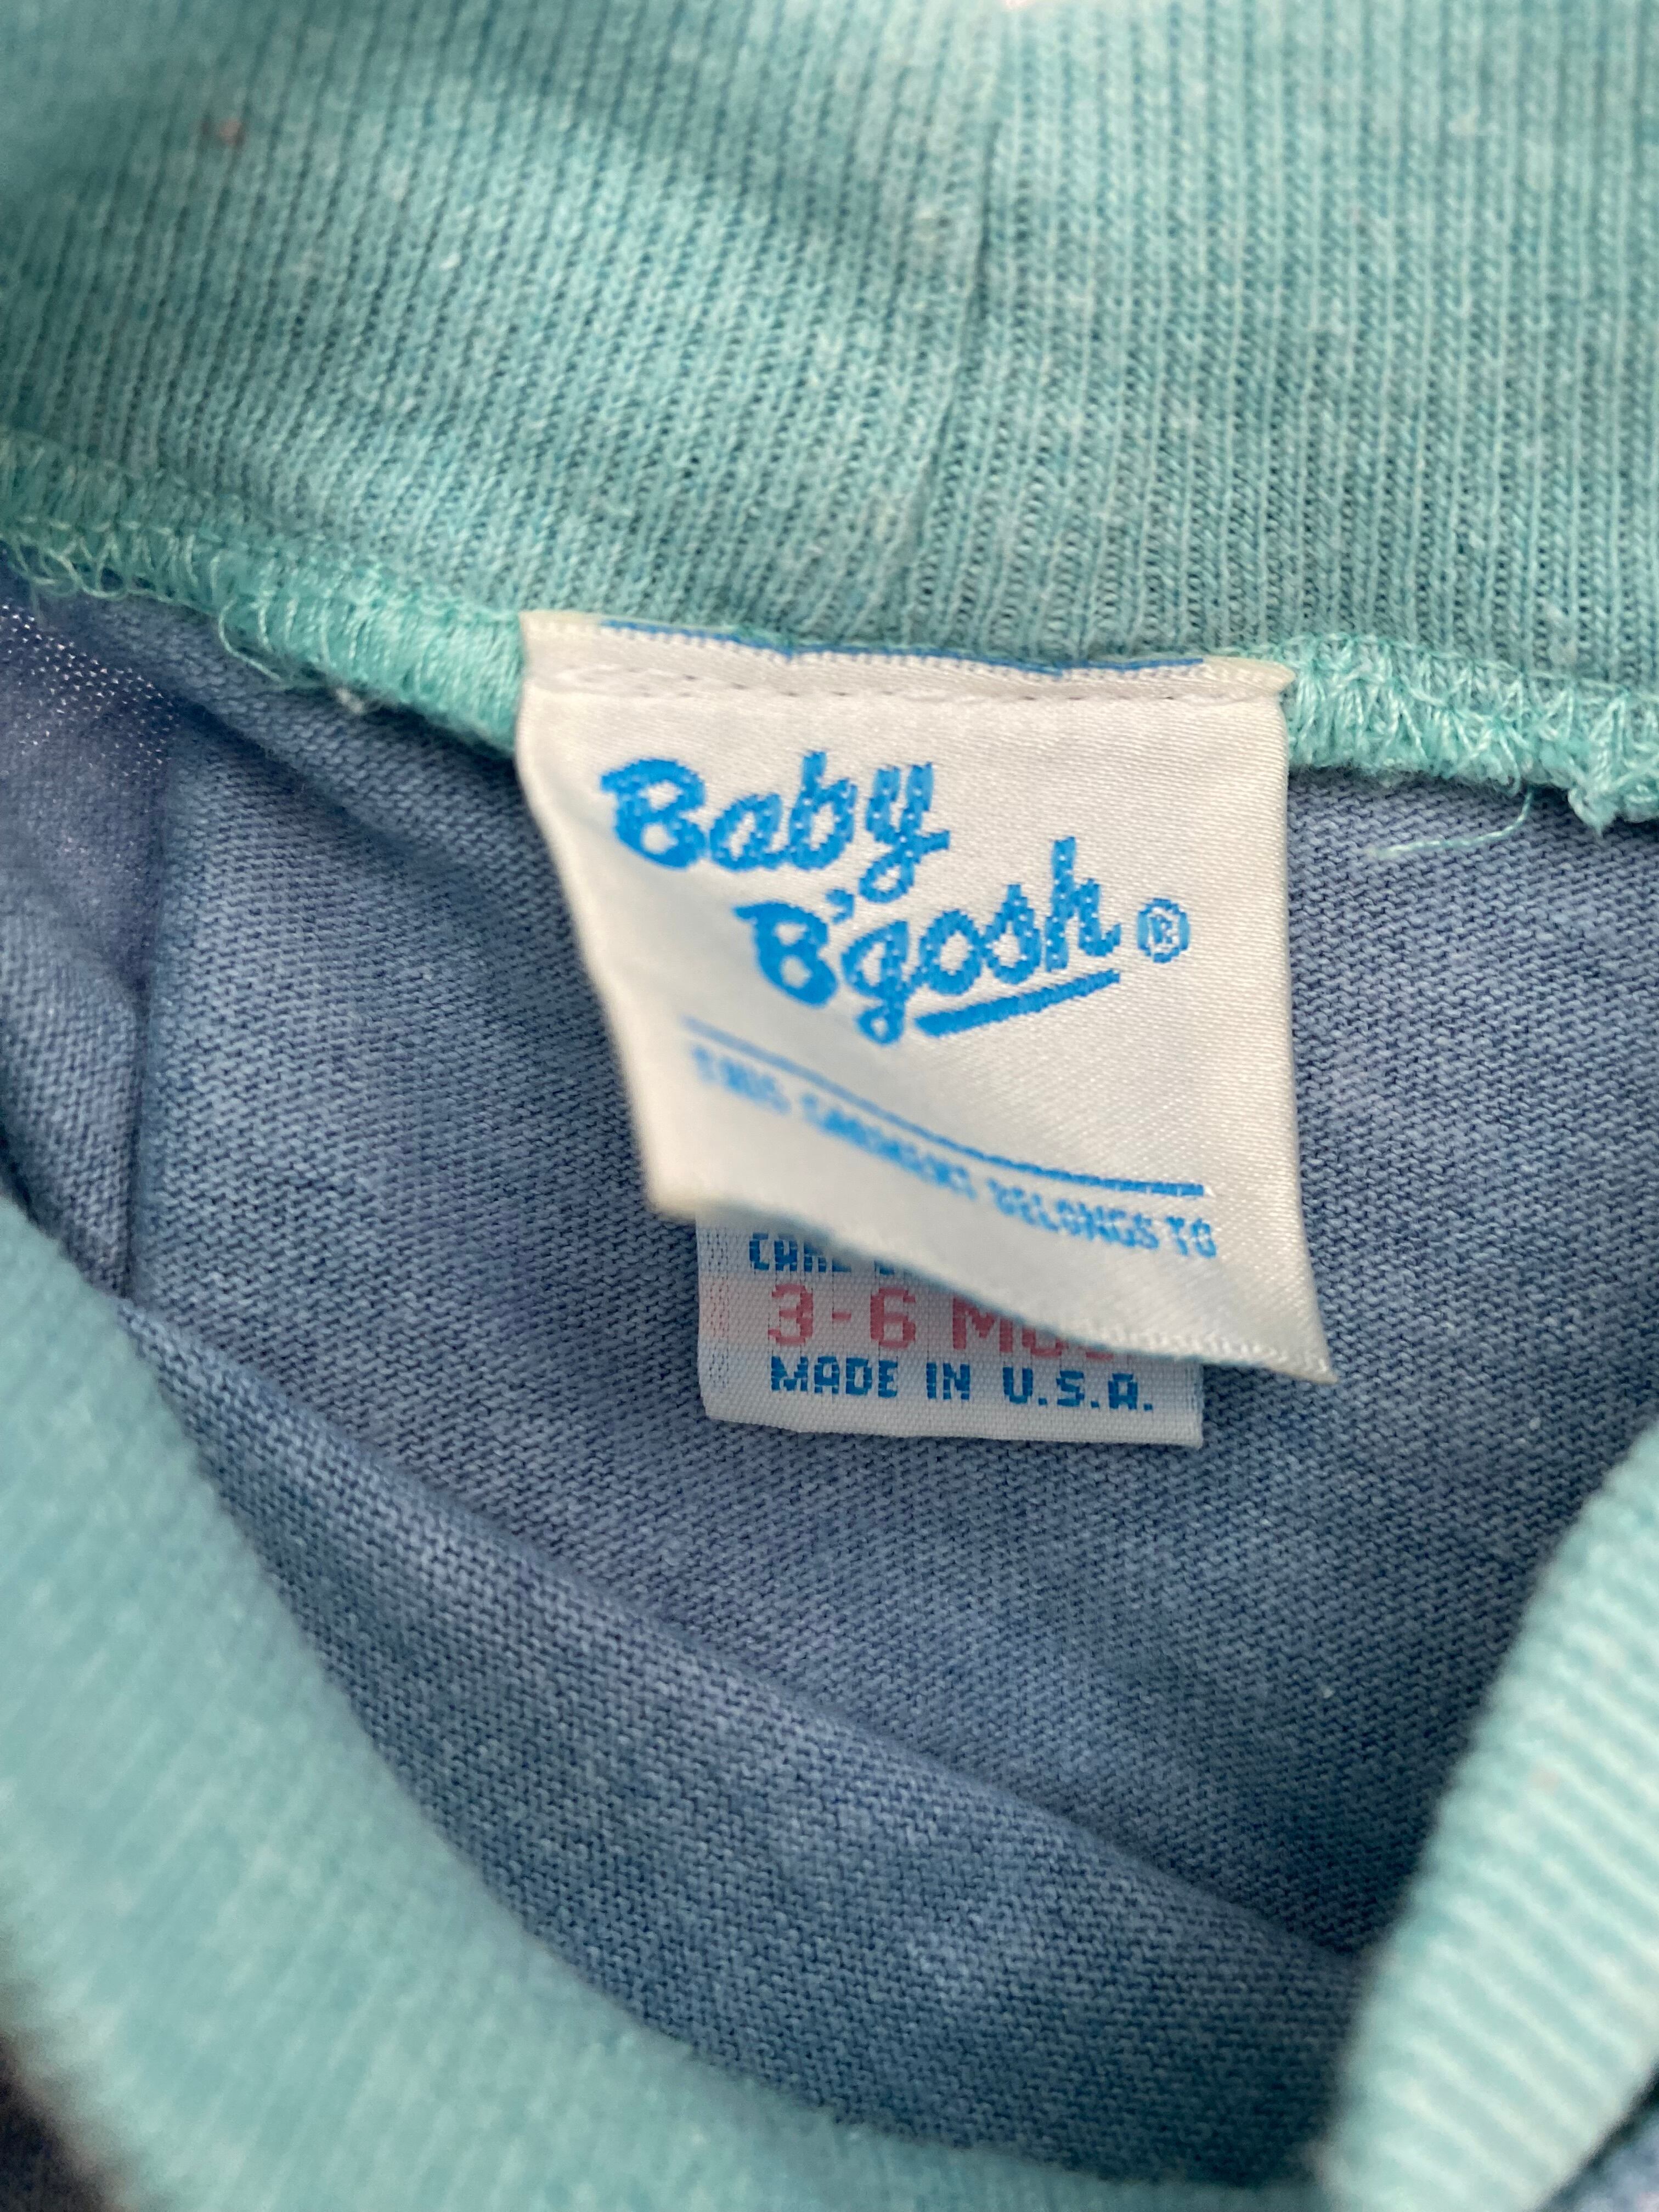 Baby
B'gosh®
THIS GARMENT BELONGS TO
3-6 MOS.
MADE IN U.S.A.